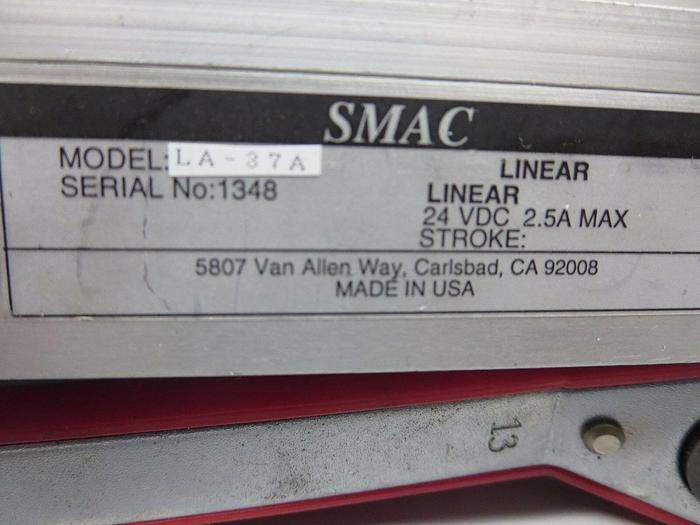 SMAC
MODEL: LA-37A
LINEAR
SERIAL No:1348
LINEAR
24 VDC 2.5A MAX
STROKE:
5807 Van Allen Way, Carlsbad, CA 92008
MADE IN USA
13